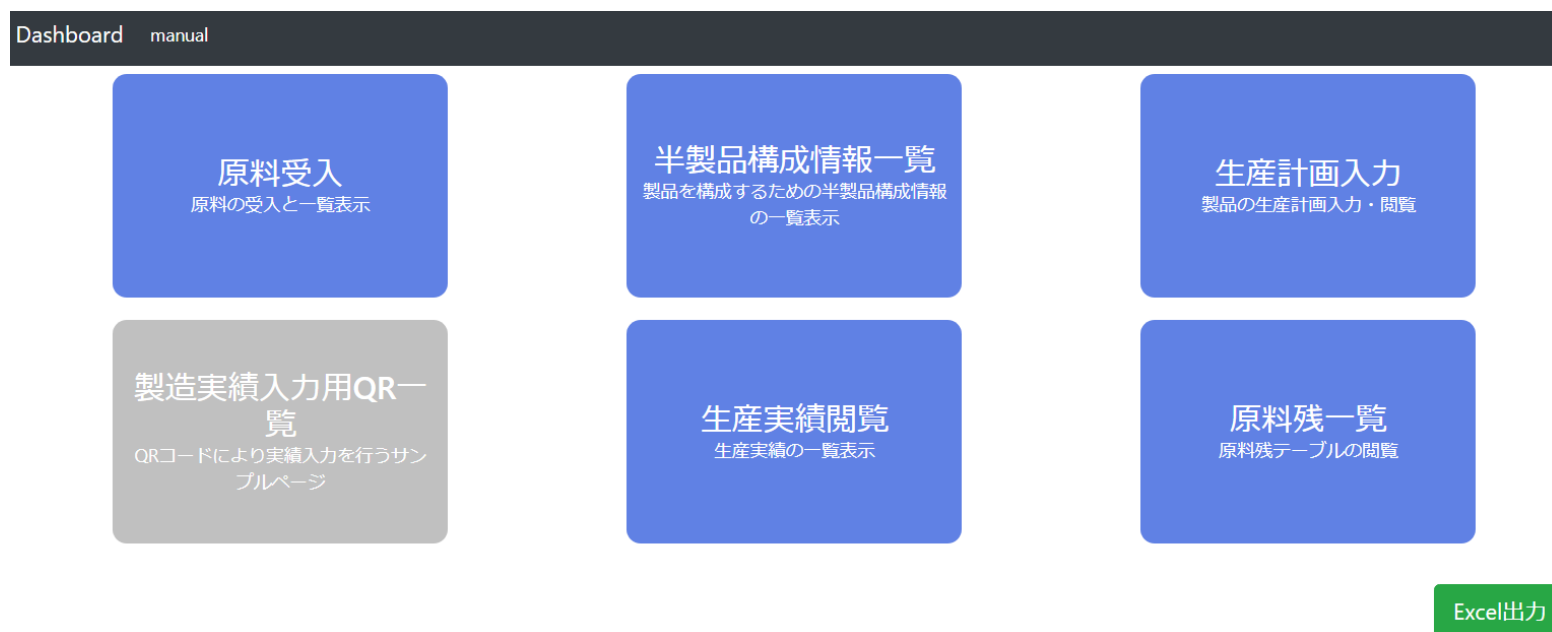 Dashboard manual
原料受入
原料の受入と一覧表示
半製品構成情報一覧
製品を構成するための半製品構成情報
の一覧表示
生産計画入力
製品の生産計画入力・閲覧
製造実績入力用QR一
覧
QRコードにより実績入力を行うサン
プルページ
生産実績閲覧
生産実績の一覧表示
原料残一覧
原料残テーブルの閲覧
Excel出力